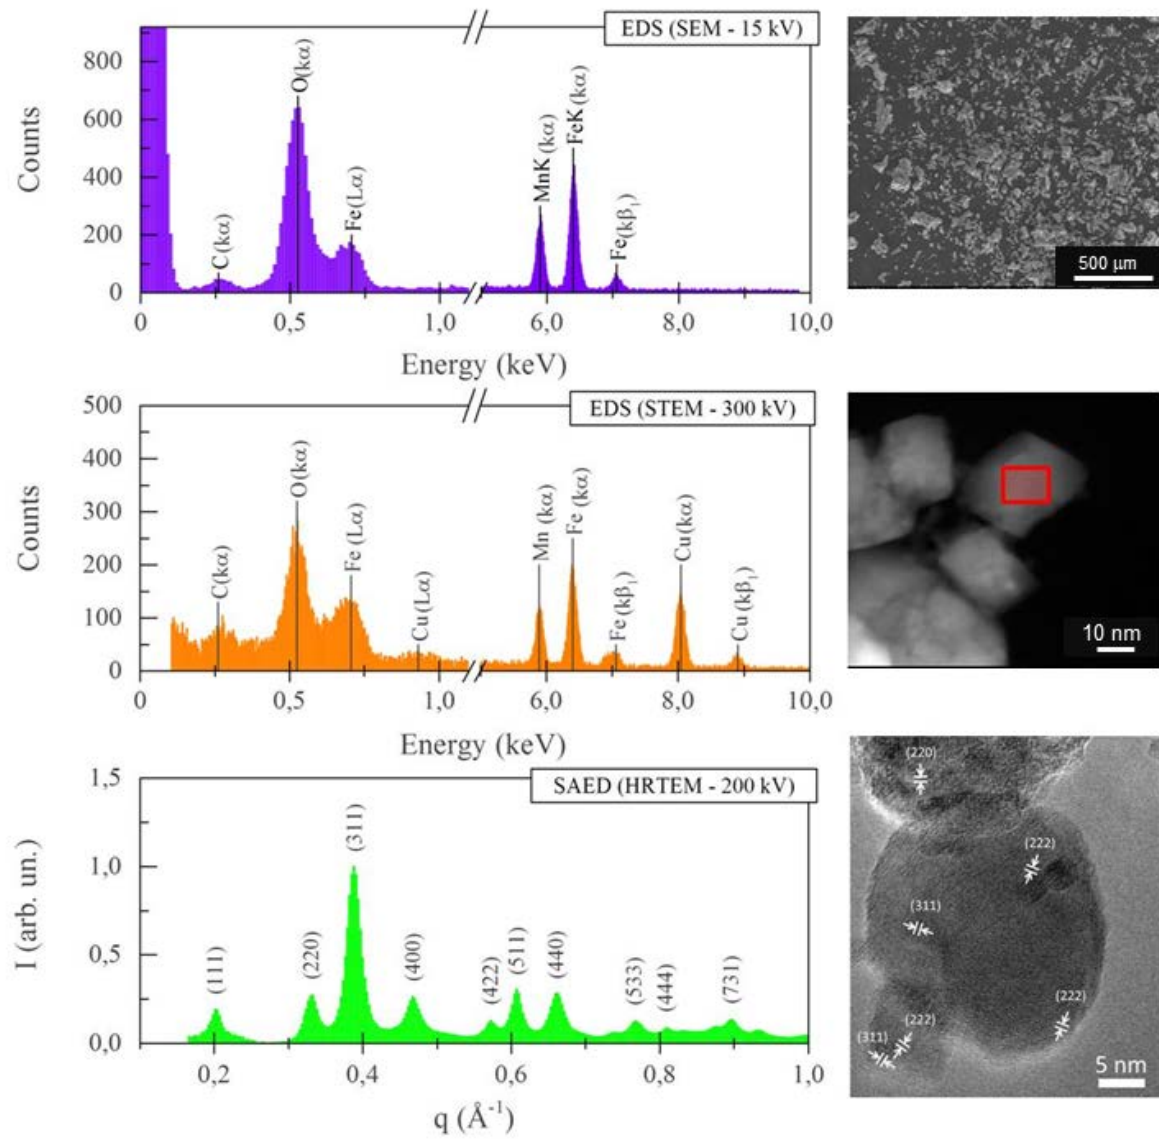 EDS (SEM - 15 kV)
Counts
800
600
400
200
0
C(kα)
O(kα)
Fe(Lα)
MnK(kα)
FeK(kα)
Fe(kβ₁)
0
0,5
1,0
6,0
8,0
10,0
Energy (keV)
500 µm
EDS (STEM - 300 kV)
Counts
500
400
300
200
100
0
C(kα)
O(kα)
Fe(Lα)
Cu(Lα)
Mn (kα)
Fe (kα)
Fe(kβ₁)
Cu(kα)
Cu(kβ₁)
0
0,5
1,0
6,0
8,0
10,0
Energy (keV)
10 nm
SAED (HRTEM - 200 kV)
I (arb. un.)
1,5
1,0
0,5
0,0
(111)
(220)
(311)
(400)
(422)
(511)
(440)
(533)
(444)
(731)
0,2
0,4
0,6
0,8
1,0
q (Å⁻¹)
(220)
(222)
(311)
(222)
(222)
(311)
5 nm